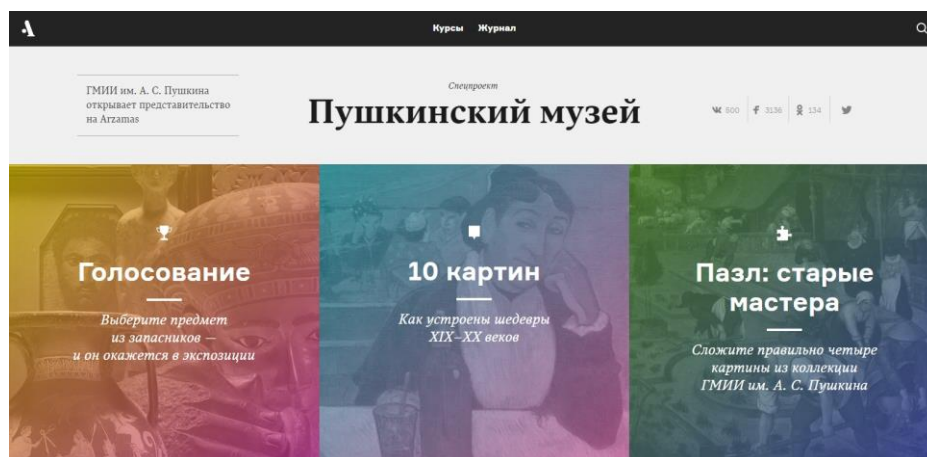 Курсы Журнал
ГМИИ им. А. С. Пушкина
открывает представительство
на Arzamas
Спецпроект
Пушкинский музей
500 3136 134
Голосование
Выберите предмет
из запасников —
и он окажется в экспозиции
10 картин
Как устроены шедевры
XIX–XX веков
Пазл: старые
мастера
Сложите правильно четыре
картины из коллекции
ГМИИ им. А. С. Пушкина